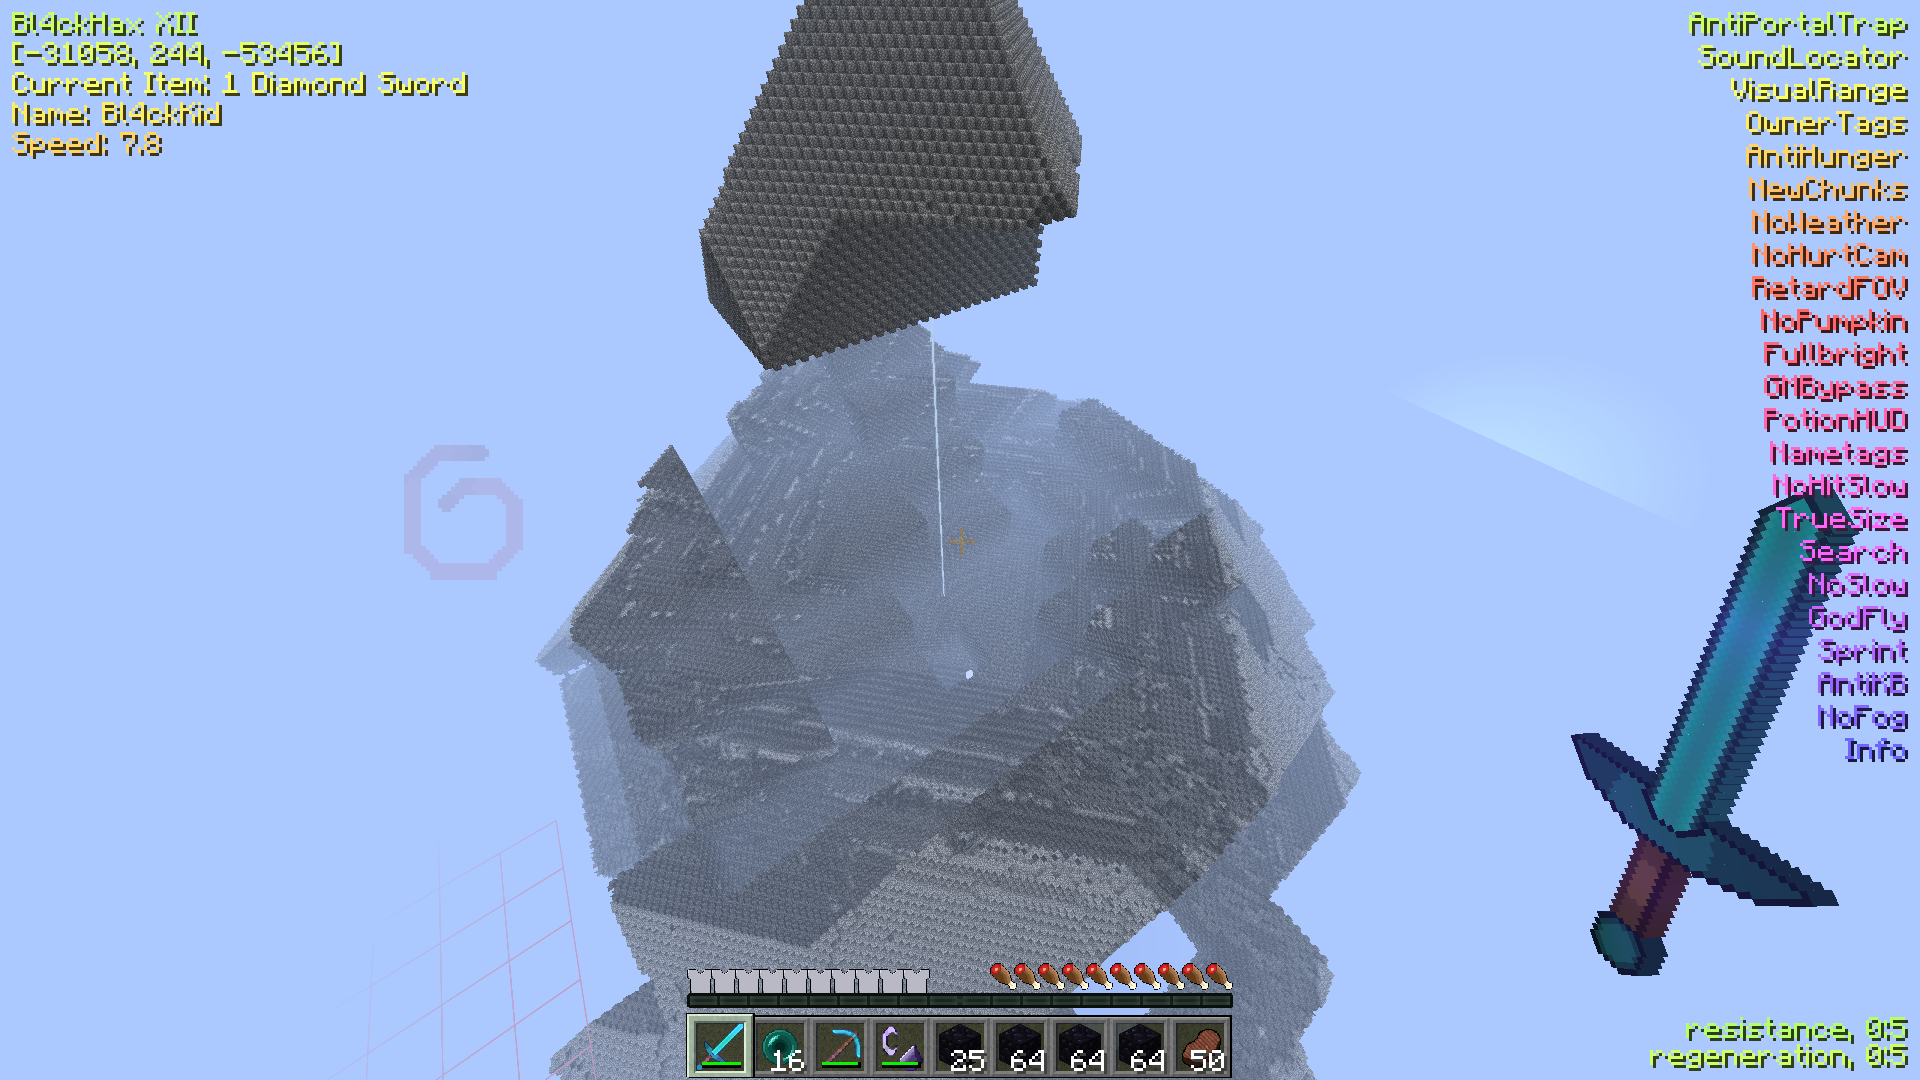 Bl4ckHax XII
[-31058, 244, -53456]
Current Item: 1 Diamond Sword
Name: Bl4ckKid
Speed: 7.8
AntiPortalTrap
SoundLocator
VisualRange
OwnerTags
AntiHunger
NewChunks
NoWeather
NoHurtCam
RetardFOV
NoPumpkin
Fullbright
GMBypass
PotionHUD
Nametags
NoHitSlow
TrueSize
Search
NoSlow
GodFly
Sprint
AntiKB
NoFog
Info
16
25
64
64
64
50
resistance, 0:5
regeneration, 0:5